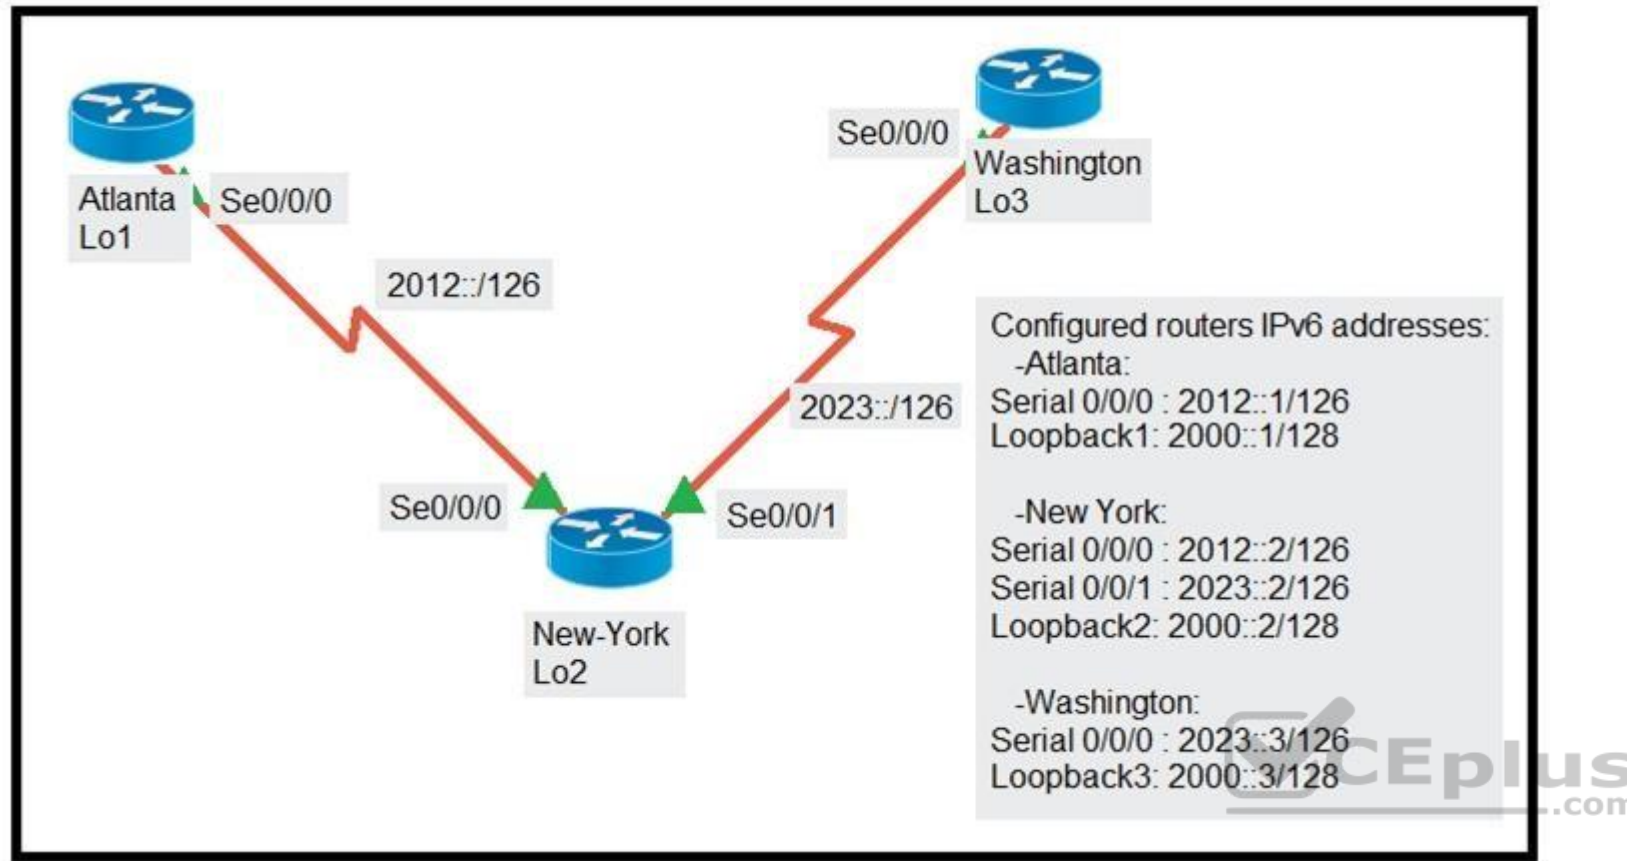 Se0/0/0
Washington
Lo3
Atlanta
Lo1
Se0/0/0
2012::/126
2023::/126
Se0/0/0
Se0/0/1
New-York
Lo2
Configured routers IPv6 addresses:
-Atlanta:
Serial 0/0/0 : 2012::1/126
Loopback1: 2000::1/128
-New York:
Serial 0/0/0 : 2012::2/126
Serial 0/0/1 : 2023::2/126
Loopback2: 2000::2/128
-Washington:
Serial 0/0/0 : 2023::3/126
Loopback3: 2000::3/128
CEplus
.com